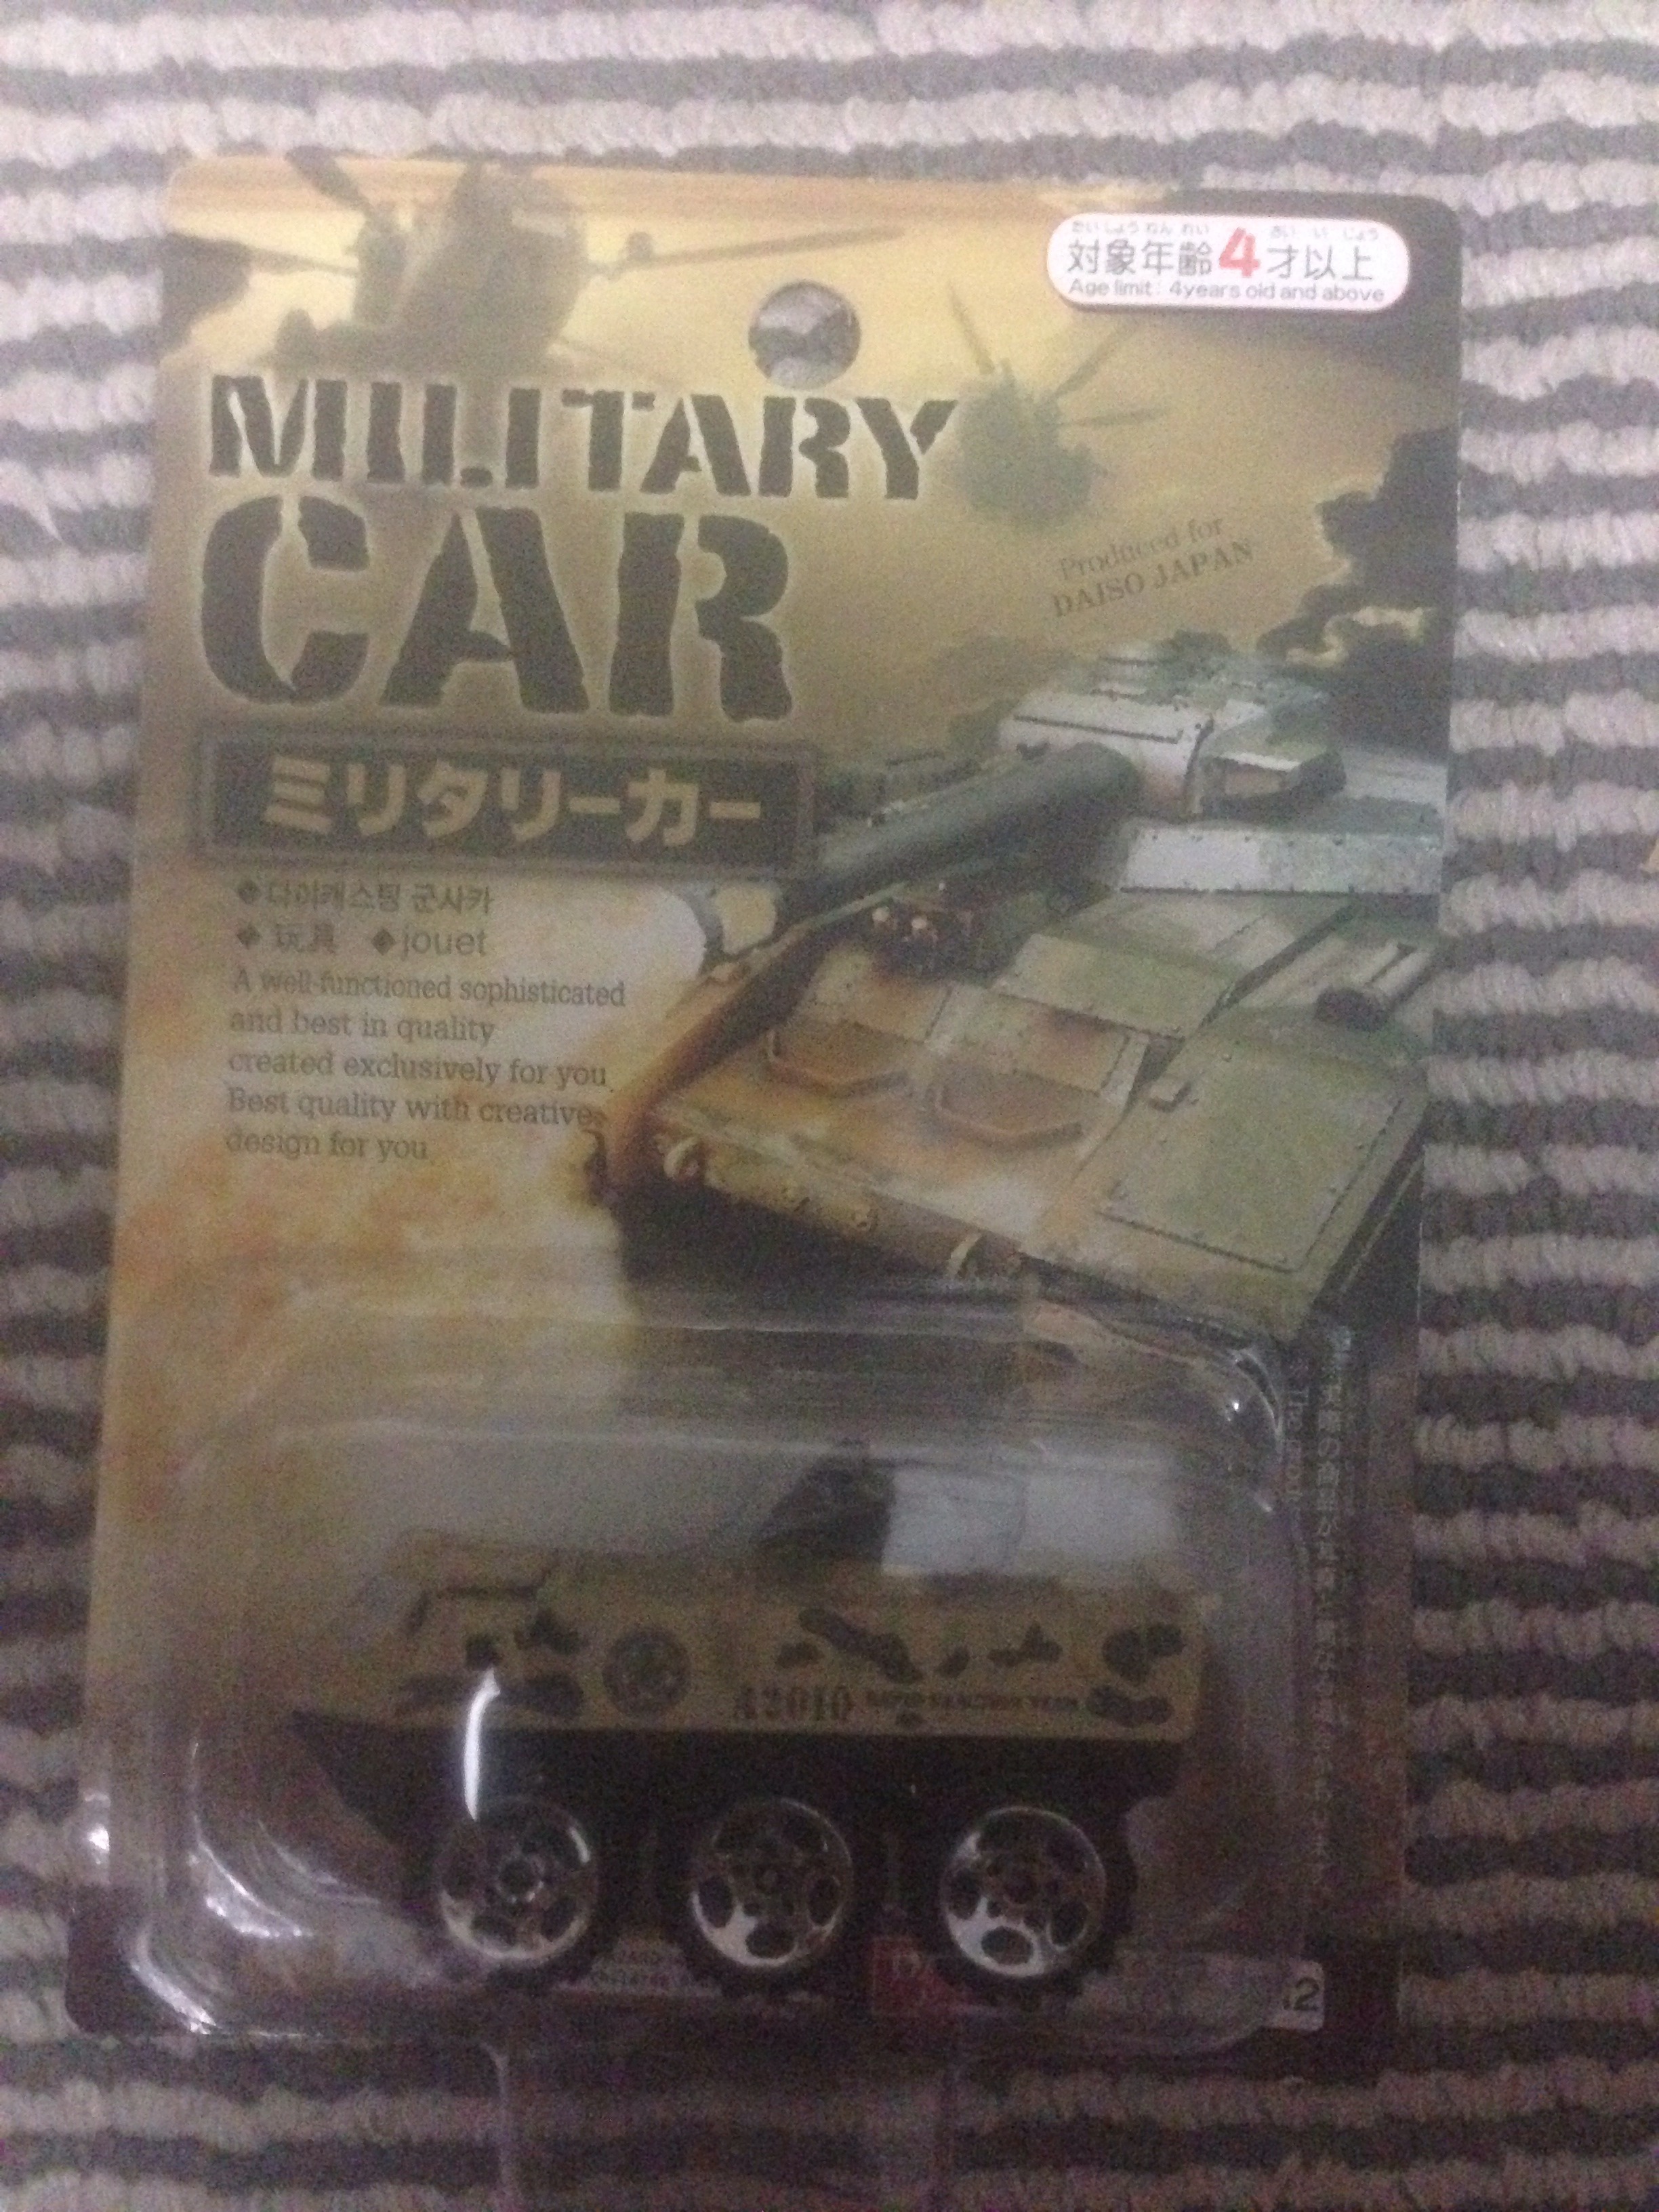 たいしょうねんれい さい いじょう
対象年齢4才以上
Age limit : 4years old and above
MILITARY
CAR
Produced for
DAISO JAPAN
ミリタリーカー
◆다이캐스팅 군사카
◆ 玩具 ◆jouet
A well-functioned sophisticated
and best in quality
created exclusively for you.
Best quality with creative
design for you
A2010